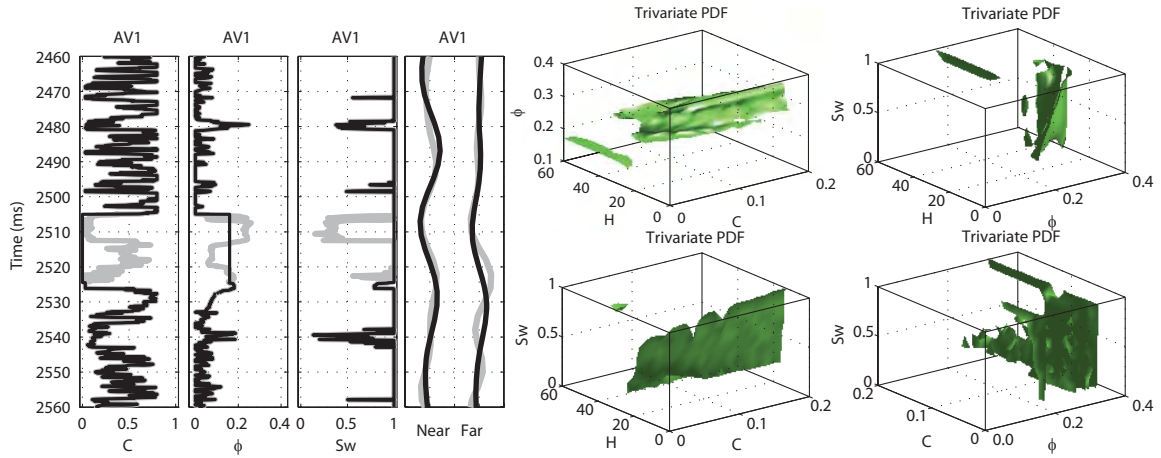 AV1 AV1 AV1 AV1
Time (ms)
2460
2470
2480
2490
2500
2510
2520
2530
2540
2550
2560
0 0.5 1
C
0 0.2 0.4
ϕ
0 0.5 1
Sw
Near Far
Trivariate PDF
0.4
0.3
0.2
0.1
ϕ
60
40
20
0
H
0
0.1
0.2
C
Trivariate PDF
1
0.5
0
Sw
60
40
20
0
H
0
0.2
0.4
ϕ
Trivariate PDF
1
0.5
0
Sw
60
40
20
0
H
0
0.1
0.2
C
Trivariate PDF
1
0.5
0
Sw
0.2
0.1
0
C
0.0
0.2
0.4
ϕ